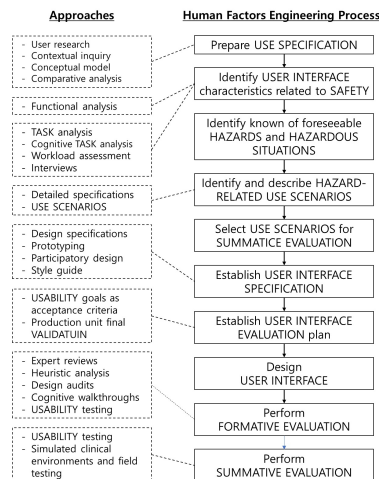 Approaches
Human Factors Engineering Process
- User research
- Contextual inquiry
- Conceptual model
- Comparative analysis
- Functional analysis
- TASK analysis
- Cognitive TASK analysis
- Workload assessment
- Interviews
- Detailed specifications
- USE SCENARIOS
- Design specifications
- Prototyping
- Participatory design
- Style guide
- USABILITY goals as
acceptance criteria
- Production unit final
VALIDATUIN
- Expert reviews
- Heuristic analysis
- Design audits
- Cognitive walkthroughs
- USABILITY testing
- USABILITY testing
- Simulated clinical
environments and field
testing
Prepare USE SPECIFICATION
Identify USER INTERFACE
characteristics related to SAFETY
Identify known of foreseeable
HAZARDS and HAZARDOUS
SITUATIONS
Identify and describe HAZARD-
RELATED USE SCENARIOS
Select USE SCENARIOS for
SUMMATICE EVALUATION
Establish USER INTERFACE
SPECIFICATION
Establish USER INTERFACE
EVALUATION plan
Design
USER INTERFACE
Perform
FORMATIVE EVALUATION
Perform
SUMMATIVE EVALUATION